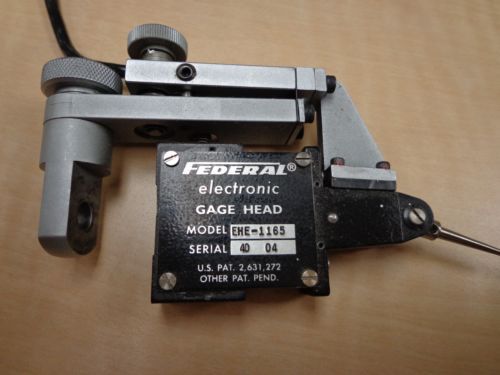 FEDERAL®
electronic
GAGE HEAD
MODEL EHE-1165
SERIAL 40 04
U.S. PAT. 2,631,272
OTHER PAT. PEND.